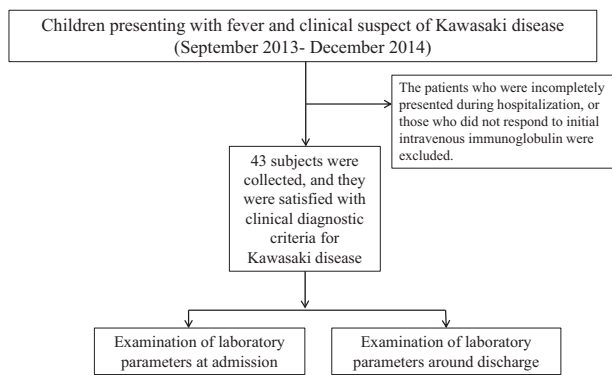 Children presenting with fever and clinical suspect of Kawasaki disease
(September 2013- December 2014)
The patients who were incompletely
presented during hospitalization, or
those who did not respond to initial
intravenous immunoglobulin were
excluded.
43 subjects were
collected, and they
were satisfied with
clinical diagnostic
criteria for
Kawasaki disease
Examination of laboratory
parameters at admission
Examination of laboratory
parameters around discharge